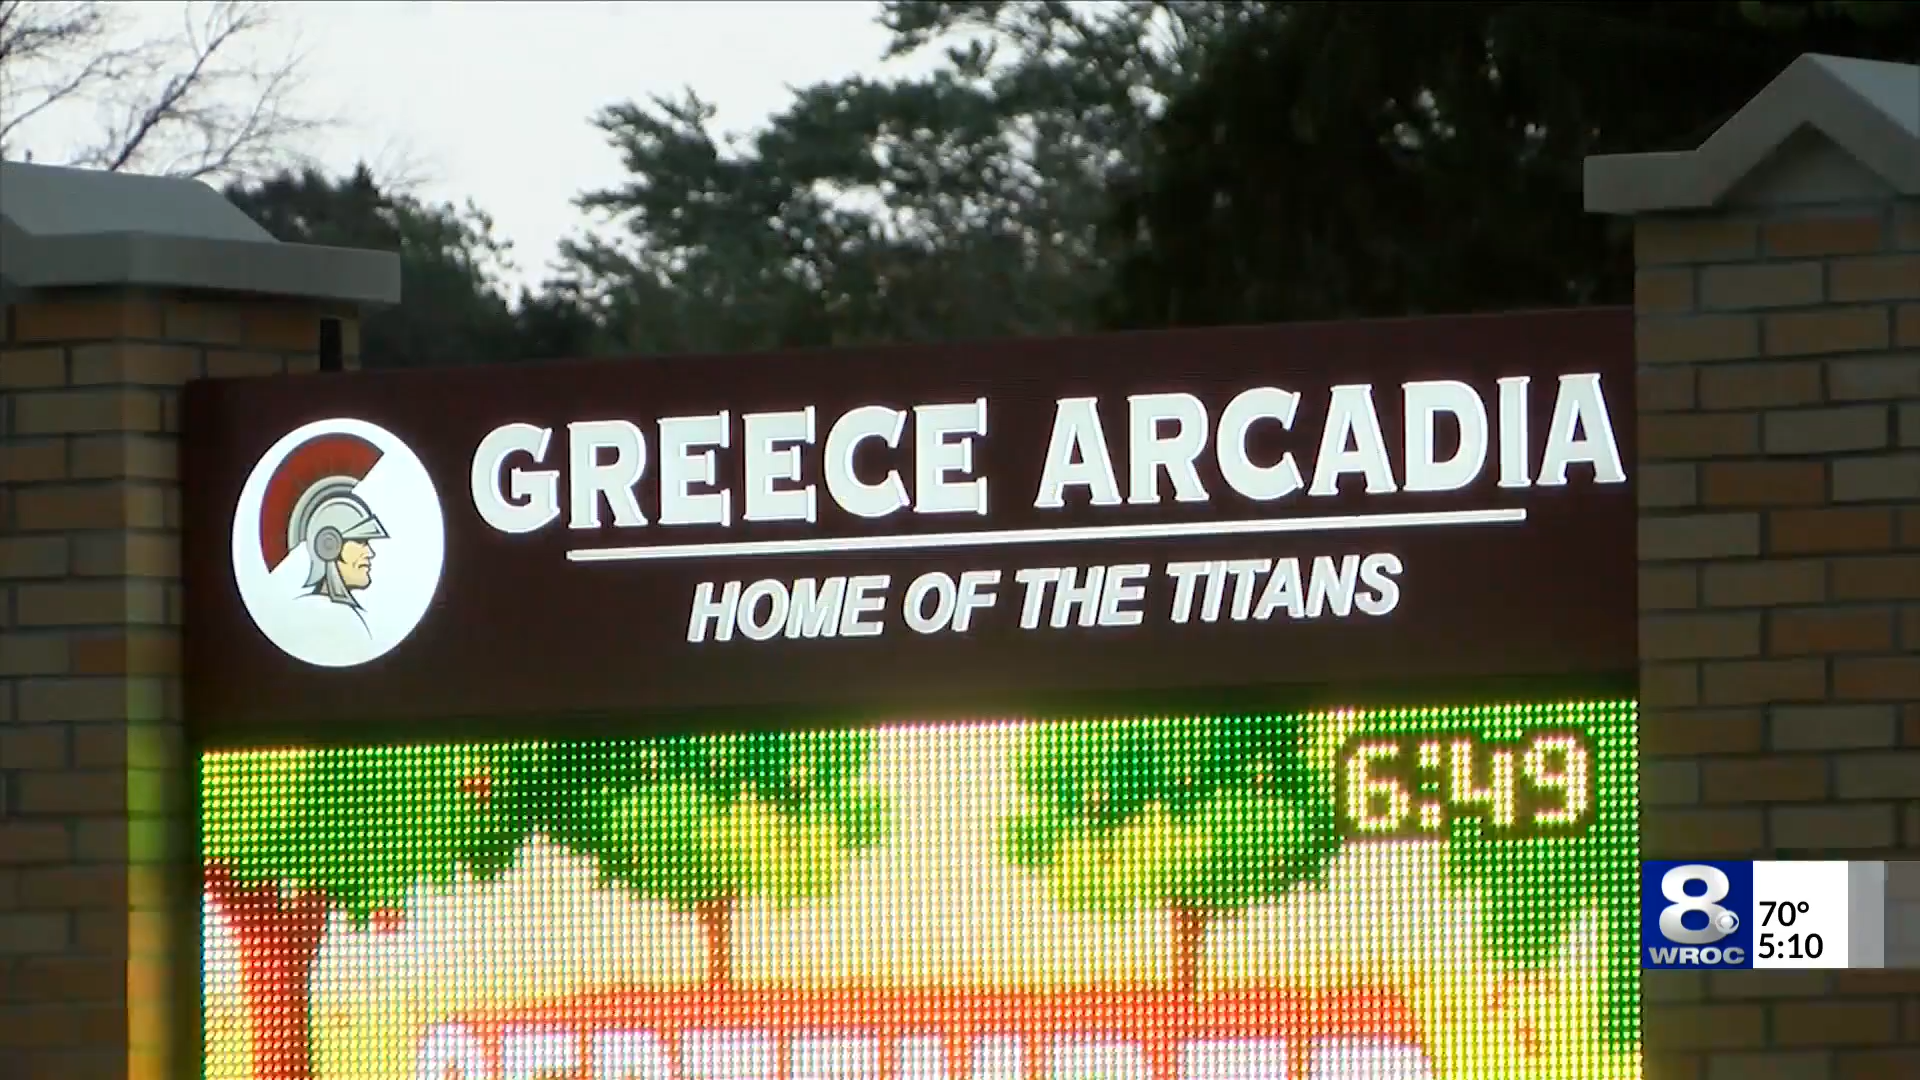 GREECE ARCADIA
HOME OF THE TITANS
6:49
8
WROC
70°
5:10